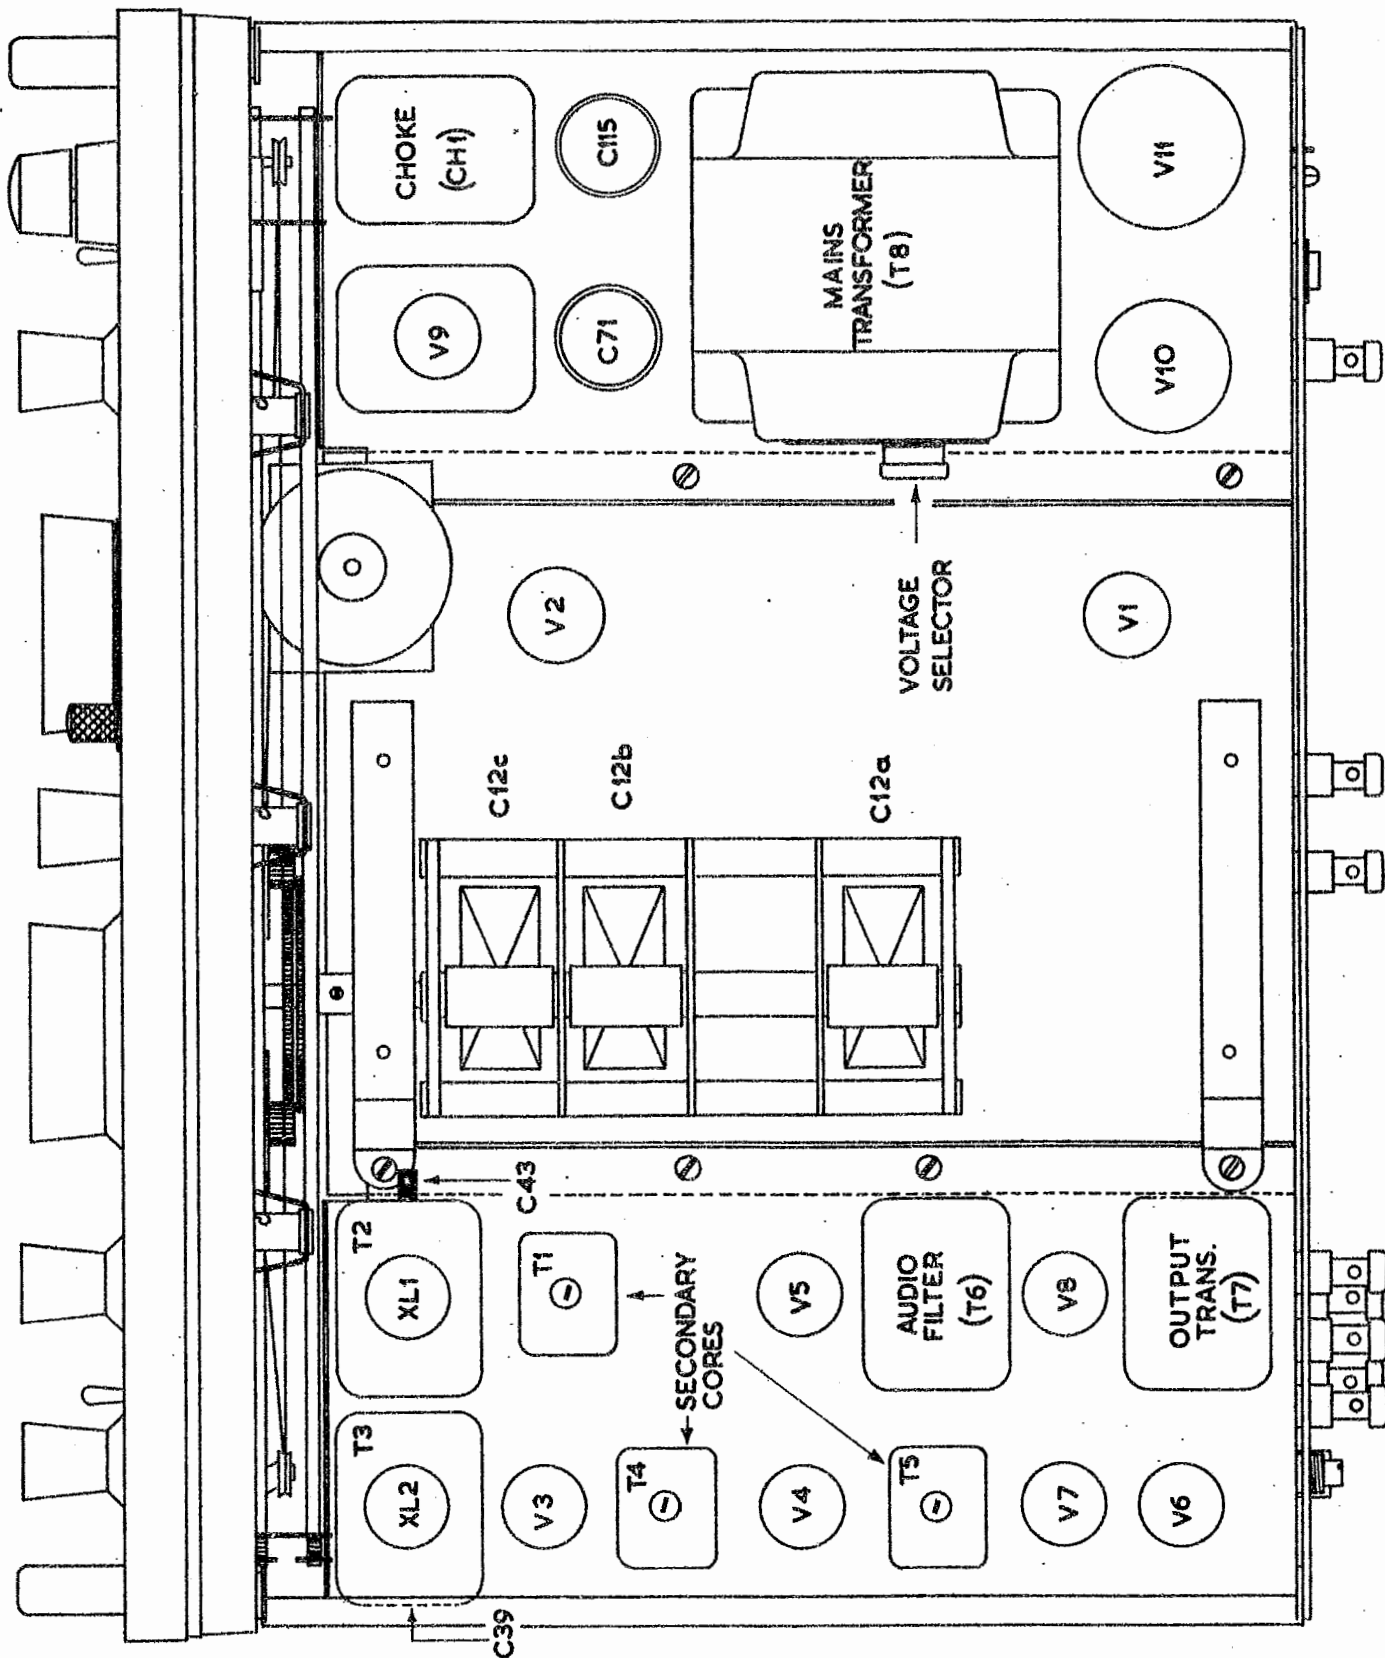 T3
T2
XL2
XL1
V9
CHOKE
(CH1)
C39
C43
C12c
V3
T1
V2
C71
C115
C12b
T4
SECONDARY
CORES
V4
V5
C12a
MAINS
TRANSFORMER
(T8)
T5
AUDIO
FILTER
(T6)
VOLTAGE
SELECTOR
V7
V8
V1
V6
OUTPUT
TRANS.
(T7)
V10
V11